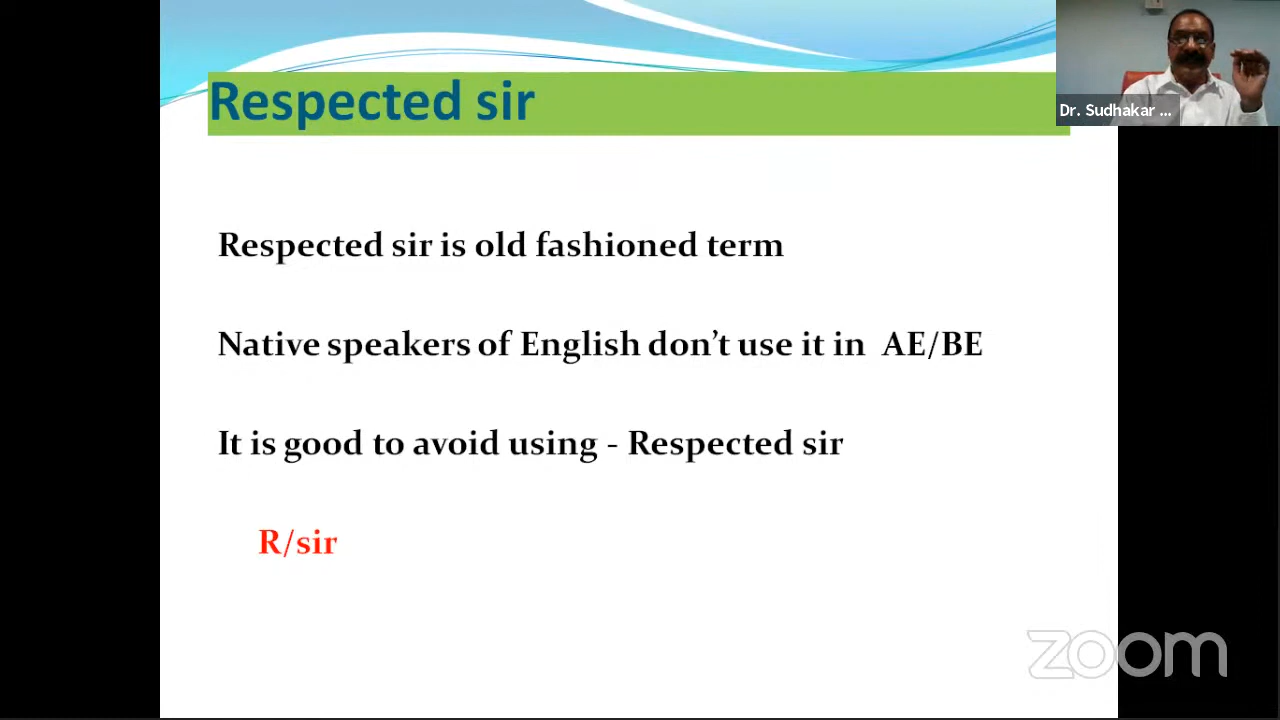 Respected sir
Dr. Sudhakar ...
Respected sir is old fashioned term
Native speakers of English don't use it in AE/BE
It is good to avoid using - Respected sir
R/sir
zoom